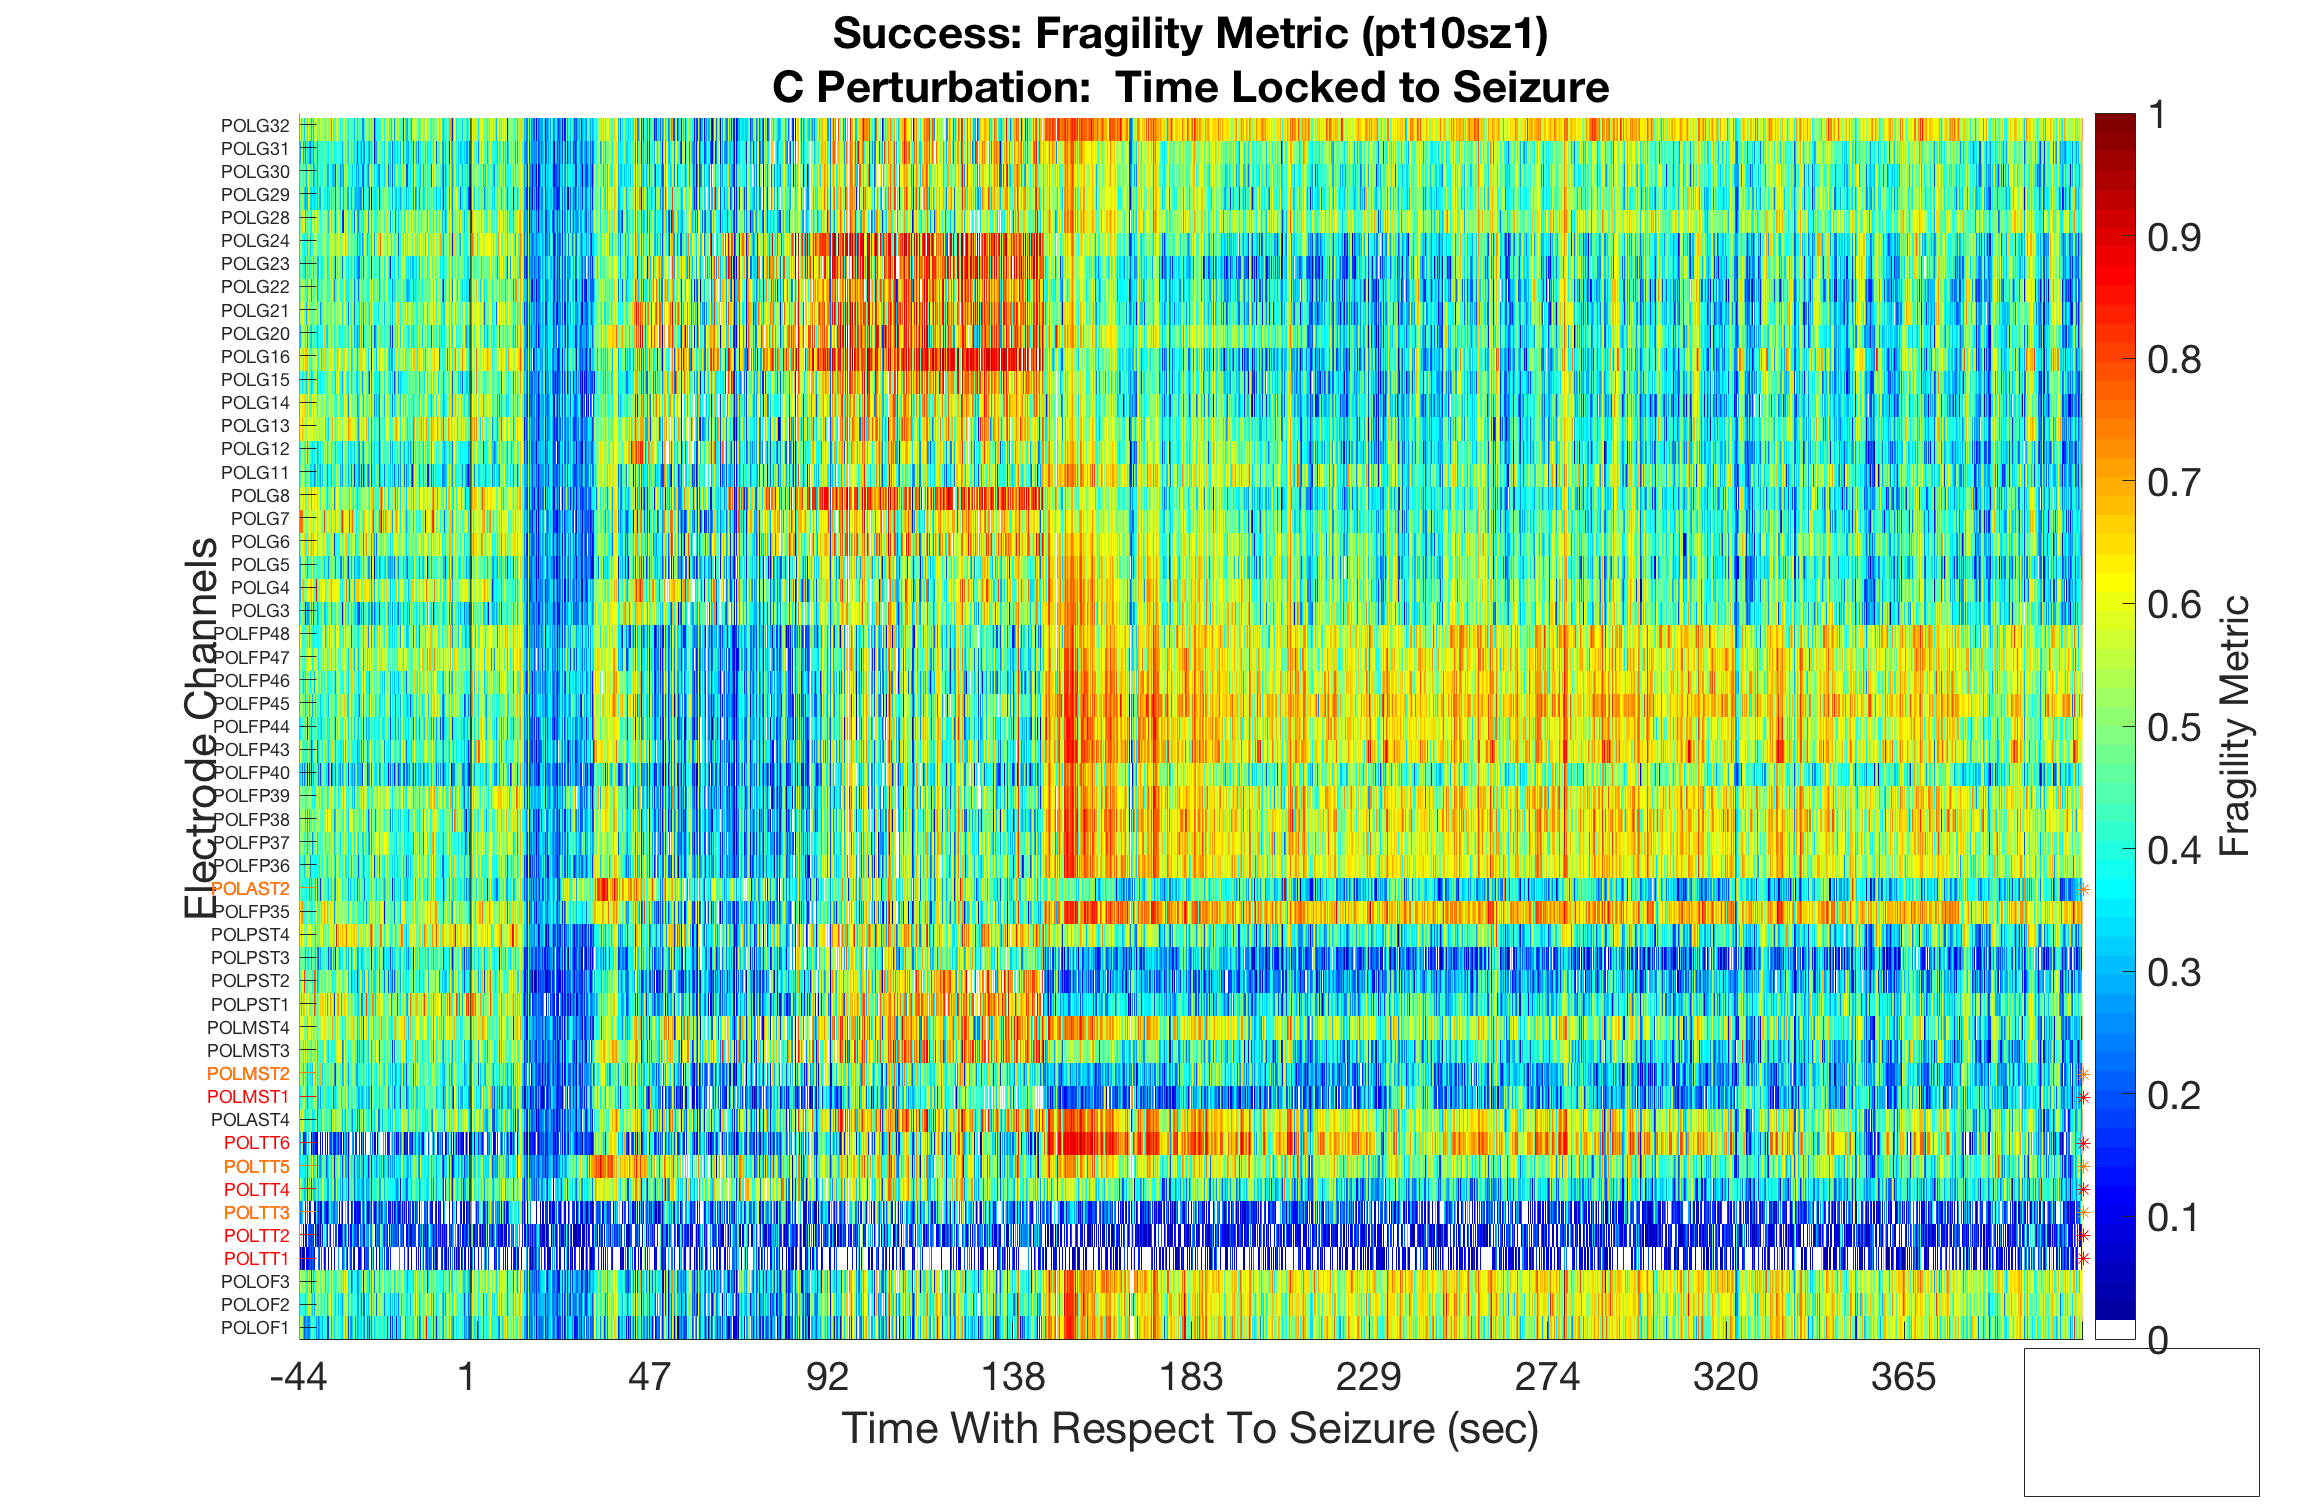 Success: Fragility Metric (pt10sz1)
C Perturbation:  Time Locked to Seizure
Electrode Channels
POLG32
POLG31
POLG30
POLG29
POLG28
POLG24
POLG23
POLG22
POLG21
POLG20
POLG16
POLG15
POLG14
POLG13
POLG12
POLG11
POLG8
POLG7
POLG6
POLG5
POLG4
POLG3
POLFP48
POLFP47
POLFP46
POLFP45
POLFP44
POLFP43
POLFP40
POLFP39
POLFP38
POLFP37
POLFP36
POLAST2
POLFP35
POLPST4
POLPST3
POLPST2
POLPST1
POLMST4
POLMST3
POLMST2
POLMST1
POLAST4
POLTT6
POLTT5
POLTT4
POLTT3
POLTT2
POLTT1
POLOF3
POLOF2
POLOF1
-44 1 47 92 138 183 229 274 320 365
Time With Respect To Seizure (sec)
1
0.9
0.8
0.7
0.6
0.5
0.4
0.3
0.2
0.1
0
Fragility Metric